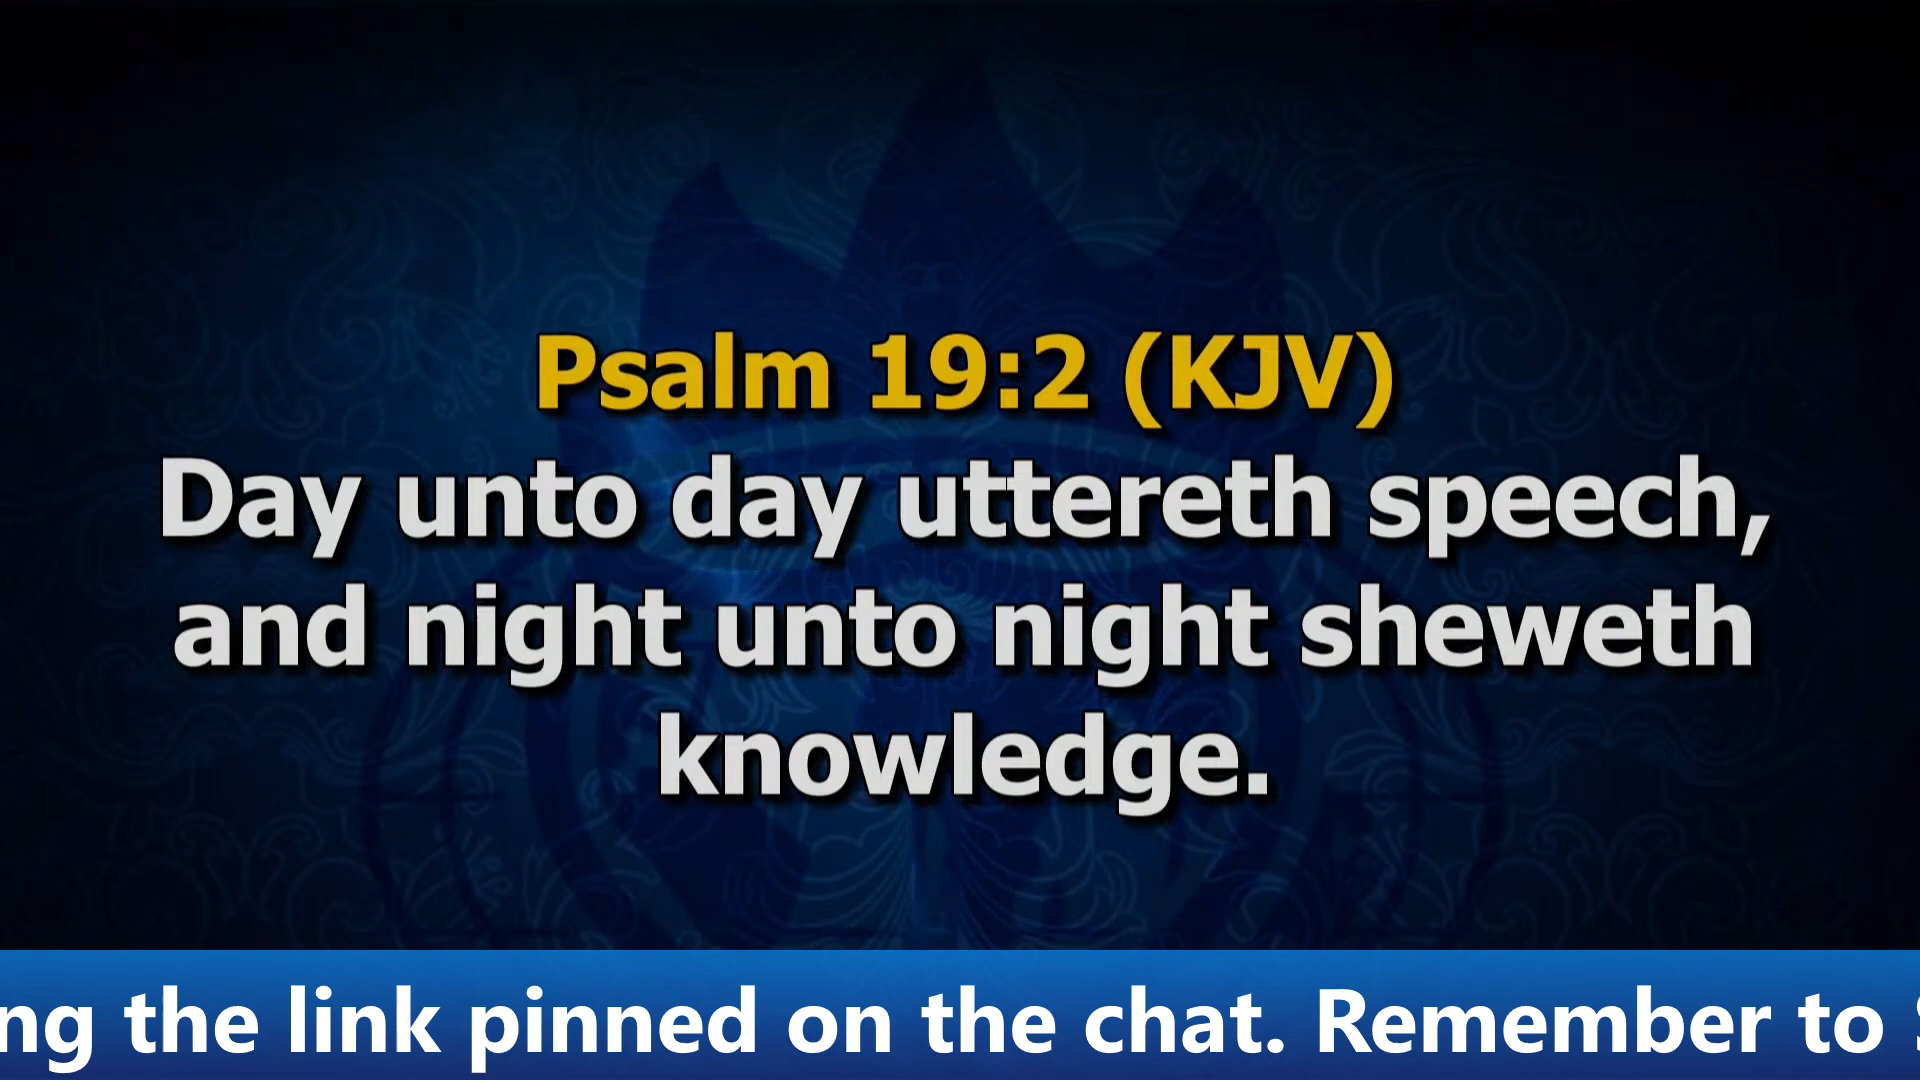 Psalm 19:2 (KJV)
Day unto day uttereth speech,
and night unto night sheweth
knowledge.
the link pinned on the chat. Remember to